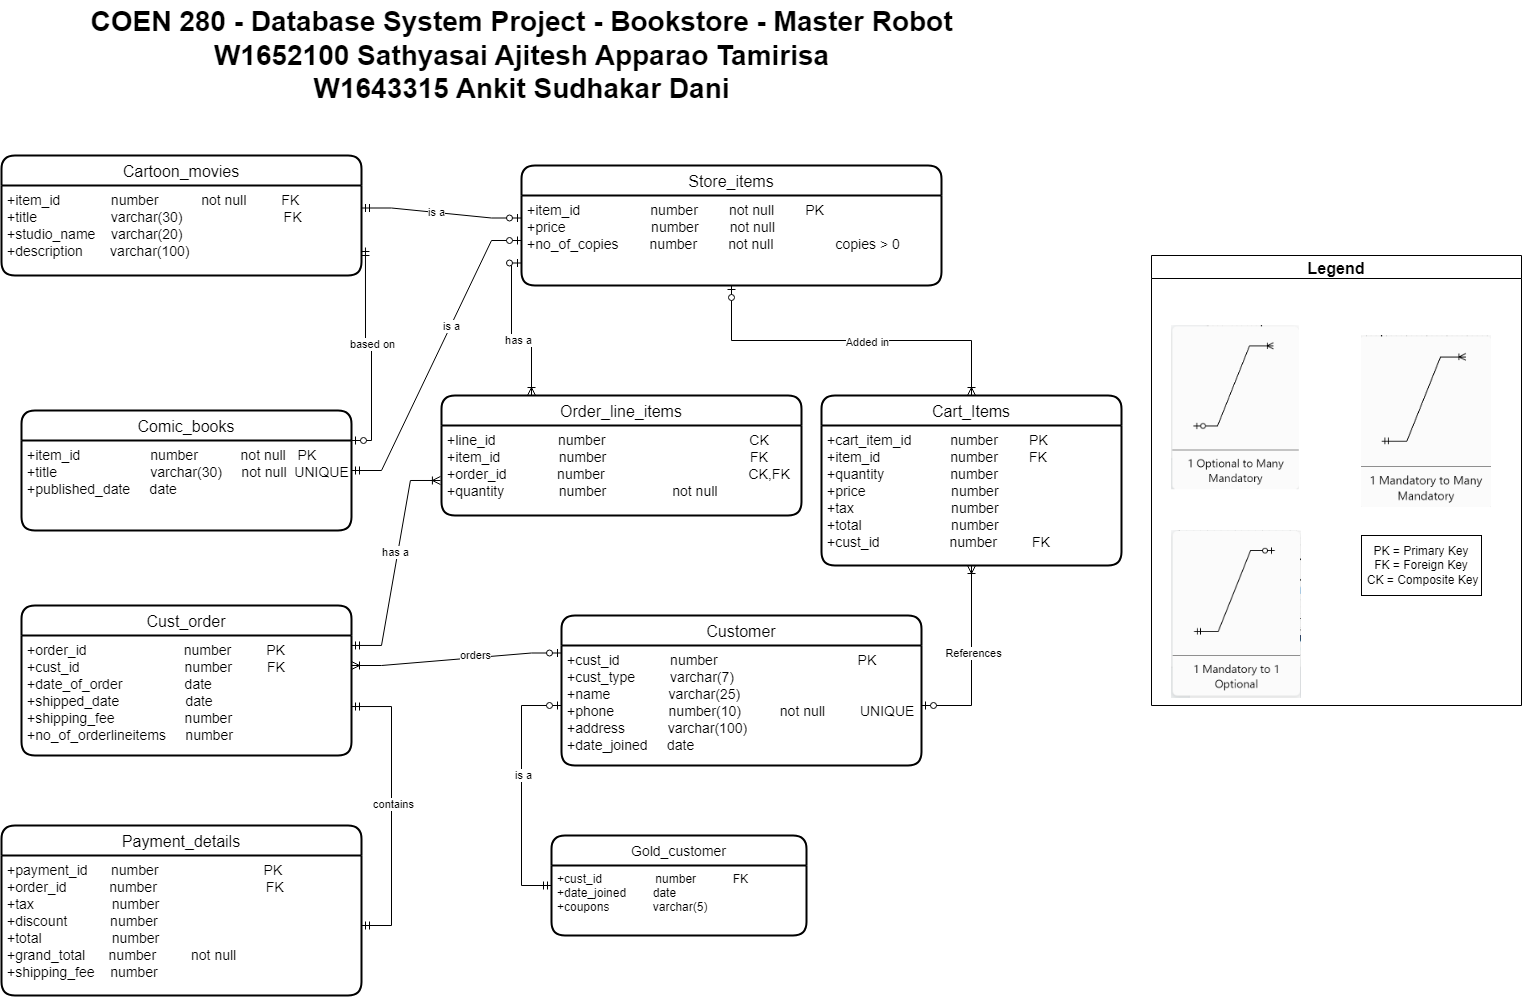 COEN 280 - Database System Project - Bookstore - Master Robot
W1652100 Sathyasai Ajitesh Apparao Tamirisa
W1643315 Ankit Sudhakar Dani
Cartoon_movies
+item_id number not null FK
+title varchar(30) FK
+studio_name varchar(20)
+description varchar(100)
is a
Store_items
+item_id number not null PK
+price number not null
+no_of_copies number not null copies > 0
based on
is a
has a
Added in
Comic_books
+item_id number not null PK
+title varchar(30) not null UNIQUE
+published_date date
Order_line_items
+line_id number CK
+item_id number FK
+order_id number CK,FK
+quantity number not null
Cart_Items
+cart_item_id number PK
+item_id number FK
+quantity number
+price number
+tax number
+total number
+cust_id number FK
has a
Cust_order
+order_id number PK
+cust_id number FK
+date_of_order date
+shipped_date date
+shipping_fee number
+no_of_orderlineitems number
orders
Customer
+cust_id number PK
+cust_type varchar(7)
+name varchar(25)
+phone number(10) not null UNIQUE
+address varchar(100)
+date_joined date
References
is a
contains
Payment_details
+payment_id number PK
+order_id number FK
+tax number
+discount number
+total number
+grand_total number not null
+shipping_fee number
Gold_customer
+cust_id number FK
+date_joined date
+coupons varchar(5)
Legend
1 Optional to Many
Mandatory
1 Mandatory to Many
Mandatory
1 Mandatory to 1
Optional
PK = Primary Key
FK = Foreign Key
CK = Composite Key